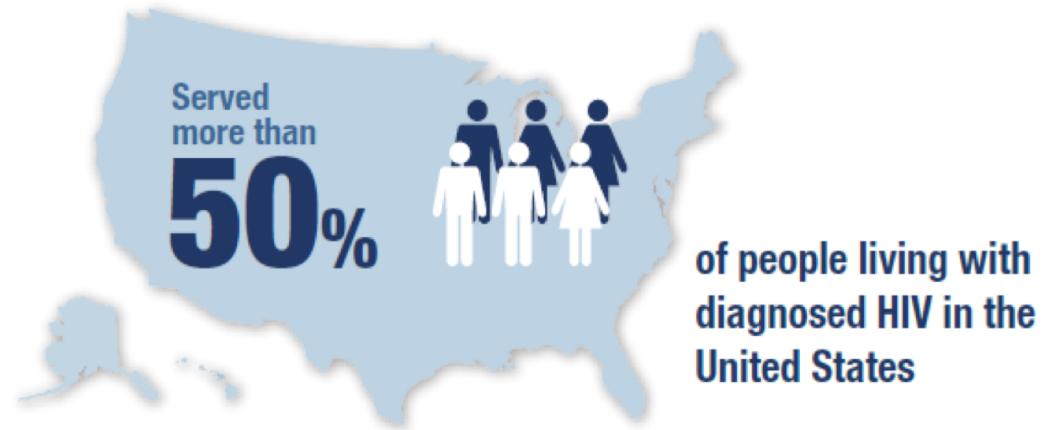 Served
more than
50%
of people living with
diagnosed HIV in the
United States